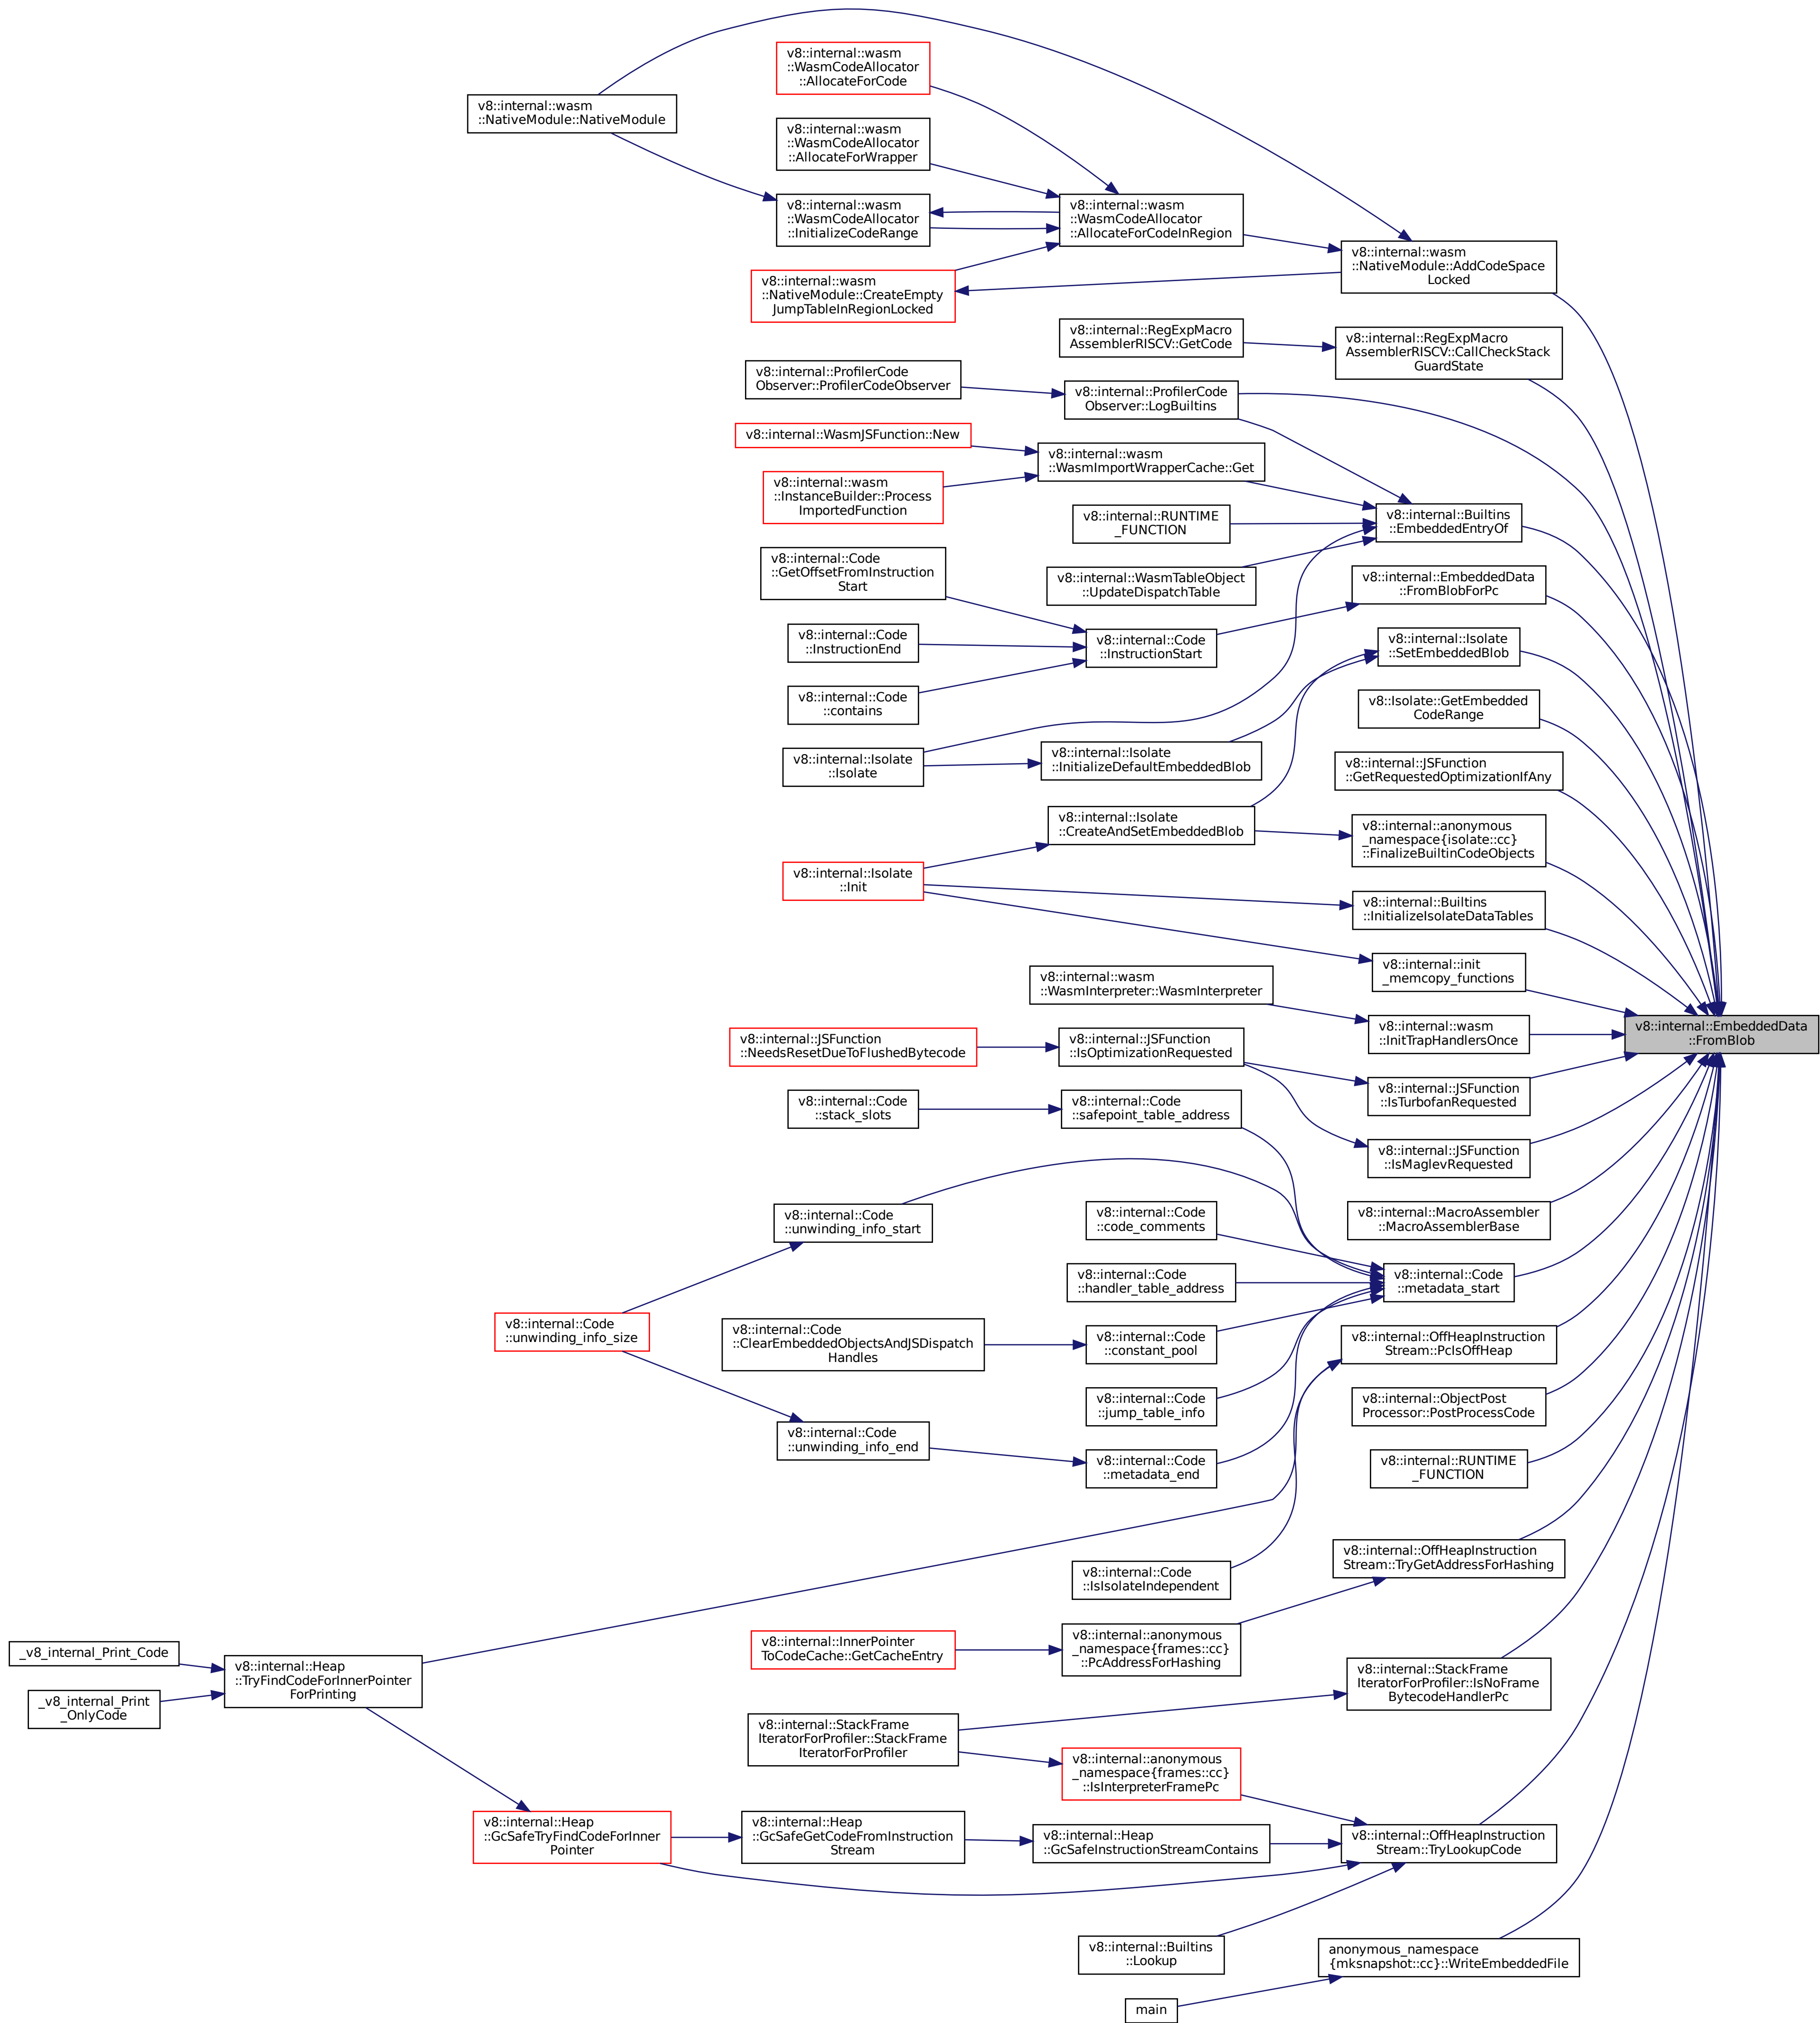 v8::internal::wasm
::WasmCodeAllocator
::AllocateForCode
v8::internal::wasm
::NativeModule::NativeModule
v8::internal::wasm
::WasmCodeAllocator
::AllocateForWrapper
v8::internal::wasm
::WasmCodeAllocator
::InitializeCodeRange
v8::internal::wasm
::WasmCodeAllocator
::AllocateForCodeInRegion
v8::internal::wasm
::NativeModule::AddCodeSpace
Locked
v8::internal::wasm
::NativeModule::CreateEmpty
JumpTableInRegionLocked
v8::internal::RegExpMacro
AssemblerRISCV::GetCode
v8::internal::RegExpMacro
AssemblerRISCV::CallCheckStack
GuardState
v8::internal::ProfilerCode
Observer::ProfilerCodeObserver
v8::internal::ProfilerCode
Observer::LogBuiltins
v8::internal::WasmJSFunction::New
v8::internal::wasm
::WasmImportWrapperCache::Get
v8::internal::wasm
::InstanceBuilder::Process
ImportedFunction
v8::internal::RUNTIME
_FUNCTION
v8::internal::Builtins
::EmbeddedEntryOf
v8::internal::Code
::GetOffsetFromInstruction
Start
v8::internal::WasmTableObject
::UpdateDispatchTable
v8::internal::EmbeddedData
::FromBlobForPc
v8::internal::Code
::InstructionEnd
v8::internal::Code
::InstructionStart
v8::internal::Isolate
::SetEmbeddedBlob
v8::internal::Code
::contains
v8::Isolate::GetEmbedded
CodeRange
v8::internal::Isolate
::Isolate
v8::internal::Isolate
::InitializeDefaultEmbeddedBlob
v8::internal::JSFunction
::GetRequestedOptimizationIfAny
v8::internal::Isolate
::CreateAndSetEmbeddedBlob
v8::internal::anonymous
_namespace{isolate::cc}
::FinalizeBuiltinCodeObjects
v8::internal::Isolate
::Init
v8::internal::Builtins
::InitializeIsolateDataTables
v8::internal::init
_memcopy_functions
v8::internal::wasm
::WasmInterpreter::WasmInterpreter
v8::internal::wasm
::InitTrapHandlersOnce
v8::internal::EmbeddedData
::FromBlob
v8::internal::JSFunction
::NeedsResetDueToFlushedBytecode
v8::internal::JSFunction
::IsOptimizationRequested
v8::internal::JSFunction
::IsTurbofanRequested
v8::internal::Code
::stack_slots
v8::internal::Code
::safepoint_table_address
v8::internal::JSFunction
::IsMaglevRequested
v8::internal::Code
::unwinding_info_start
v8::internal::Code
::code_comments
v8::internal::MacroAssembler
::MacroAssemblerBase
v8::internal::Code
::handler_table_address
v8::internal::Code
::metadata_start
v8::internal::Code
::unwinding_info_size
v8::internal::Code
::ClearEmbeddedObjectsAndJSDispatch
Handles
v8::internal::Code
::constant_pool
v8::internal::OffHeapInstruction
Stream::PcIsOffHeap
v8::internal::Code
::jump_table_info
v8::internal::ObjectPost
Processor::PostProcessCode
v8::internal::Code
::unwinding_info_end
v8::internal::Code
::metadata_end
v8::internal::RUNTIME
_FUNCTION
v8::internal::OffHeapInstruction
Stream::TryGetAddressForHashing
v8::internal::Code
::IsIsolateIndependent
_v8_internal_Print_Code
v8::internal::Heap
::TryFindCodeForInnerPointer
ForPrinting
v8::internal::InnerPointer
ToCodeCache::GetCacheEntry
v8::internal::anonymous
_namespace{frames::cc}
::PcAddressForHashing
_v8_internal_Print
_OnlyCode
v8::internal::StackFrame
IteratorForProfiler::IsNoFrame
BytecodeHandlerPc
v8::internal::StackFrame
IteratorForProfiler::StackFrame
IteratorForProfiler
v8::internal::anonymous
_namespace{frames::cc}
::IsInterpreterFramePc
v8::internal::Heap
::GcSafeTryFindCodeForInner
Pointer
v8::internal::Heap
::GcSafeGetCodeFromInstruction
Stream
v8::internal::Heap
::GcSafeInstructionStreamContains
v8::internal::OffHeapInstruction
Stream::TryLookupCode
v8::internal::Builtins
::Lookup
anonymous_namespace
{mksnapshot::cc}::WriteEmbeddedFile
main